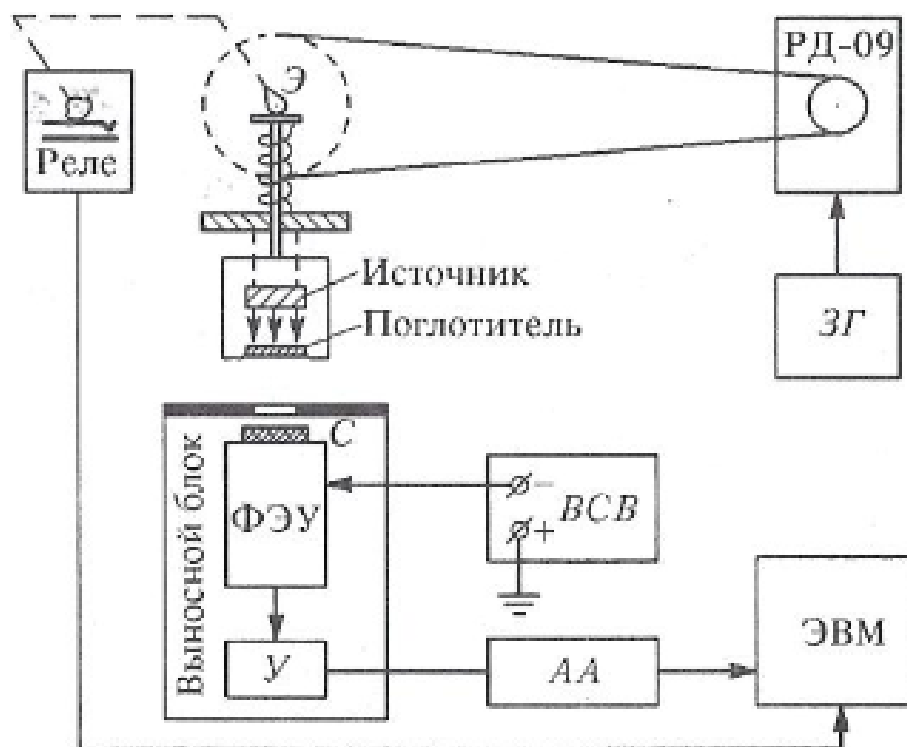 РД-09
Э
Реле
Источник
Поглотитель
ЗГ
Выносной блок
С
ФЭУ
−
+
ВСВ
У
АА
ЭВМ